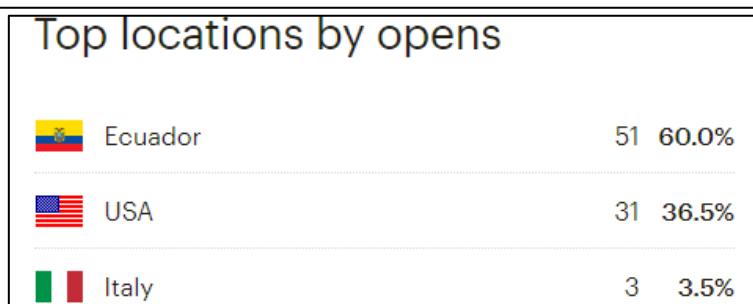 Top locations by opens
Ecuador 51 60.0%
USA 31 36.5%
Italy 3 3.5%